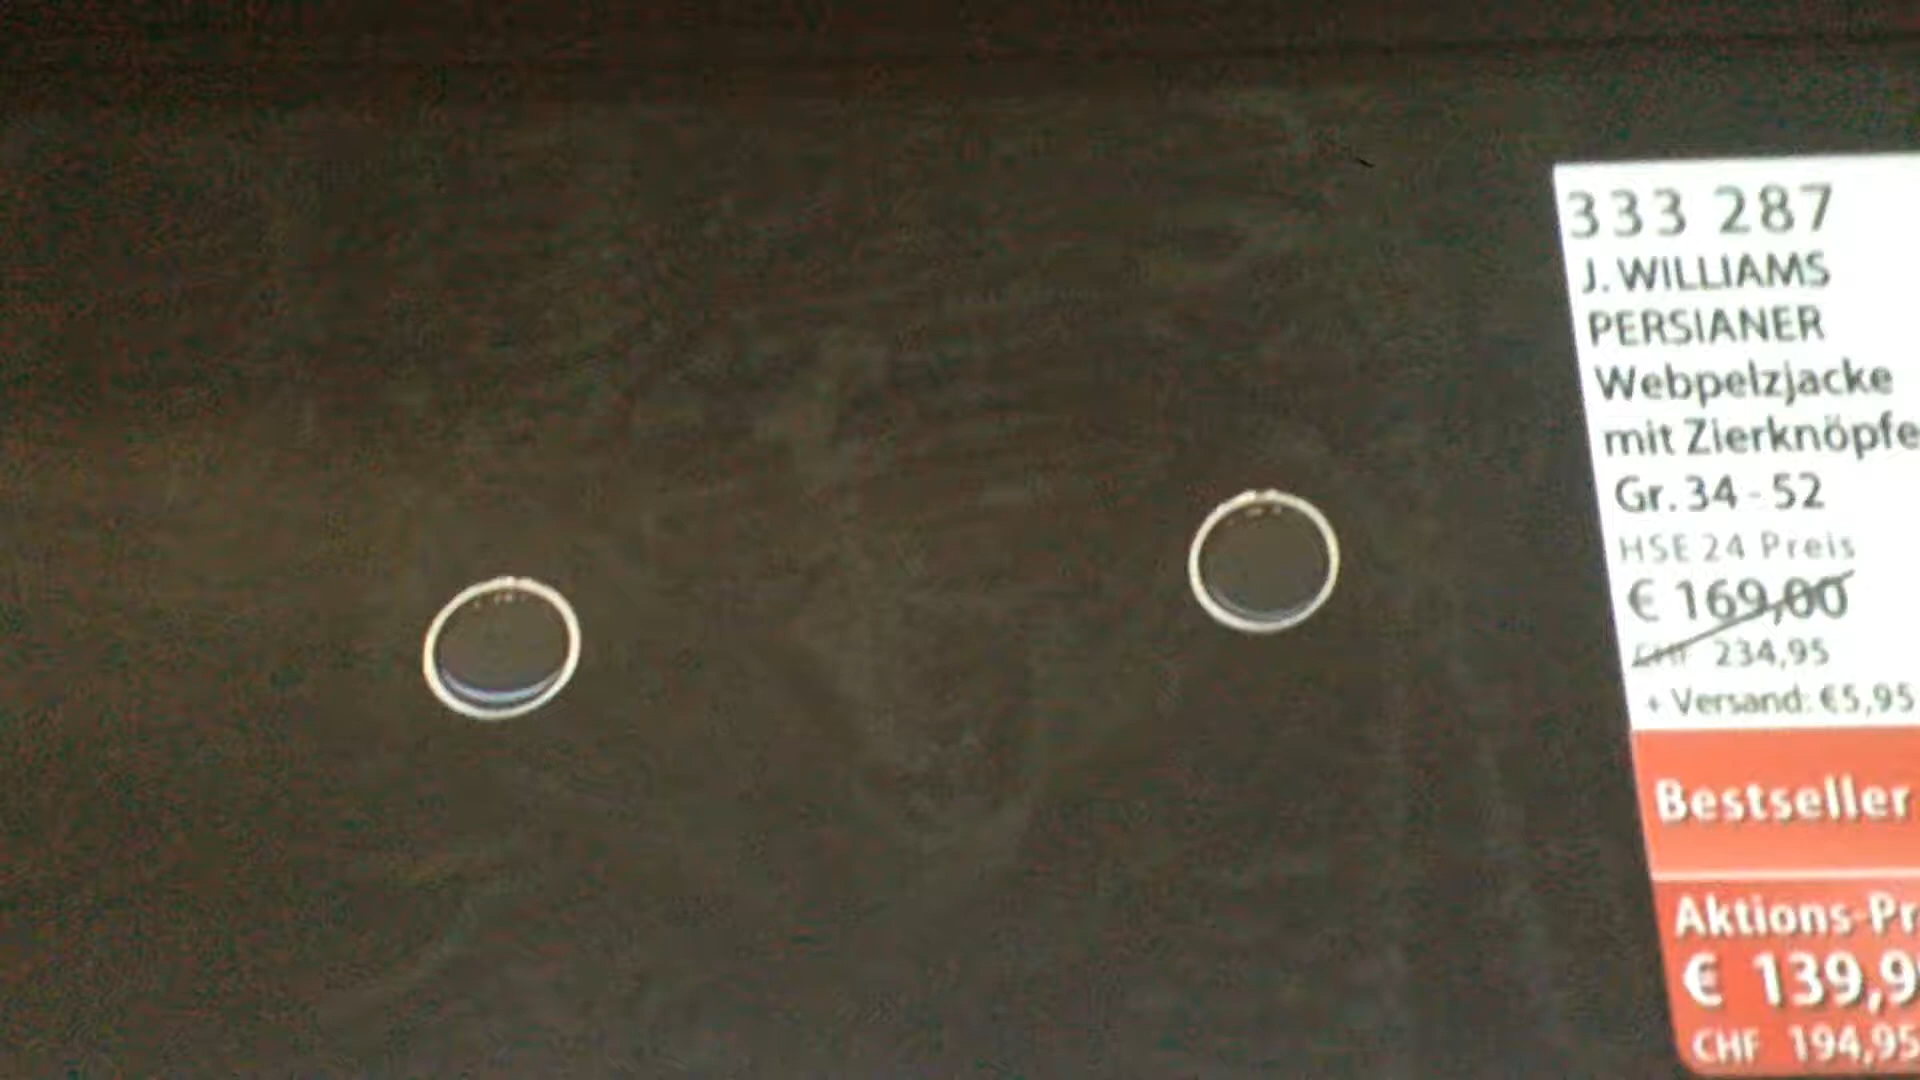 333 287
J. WILLIAMS
PERSIANER
Webpelzjacke
mit Zierknöpfe
Gr. 34 - 52
HSE 24 Preis
€ 169,00
CHF 234,95
+ Versand: €5,95
Bestseller
Aktions-Pr
€ 139,9
CHF 194,95